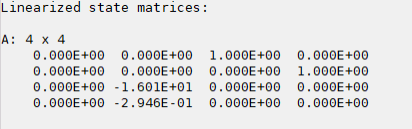 Linearized state matrices:
A: 4 x 4
0.000E+00 0.000E+00 1.000E+00 0.000E+00
0.000E+00 0.000E+00 0.000E+00 1.000E+00
0.000E+00 -1.601E+01 0.000E+00 0.000E+00
0.000E+00 -2.946E-01 0.000E+00 0.000E+00